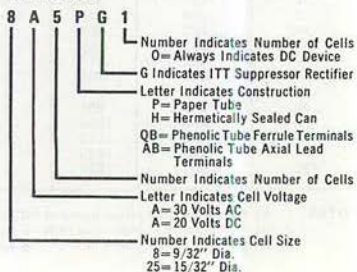 8 A 5 P G 1
Number Indicates Number of Cells
O= Always Indicates DC Device
G Indicates ITT Suppressor Rectifier
Letter Indicates Construction
P= Paper Tube
H= Hermetically Sealed Can
QB= Phenolic Tube Ferrule Terminals
AB= Phenolic Tube Axial Lead
Terminals
Number Indicates Number of Cells
Letter Indicates Cell Voltage
A= 30 Volts AC
A= 20 Volts DC
Number Indicates Cell Size
8= 9/32" Dia.
25= 15/32" Dia.